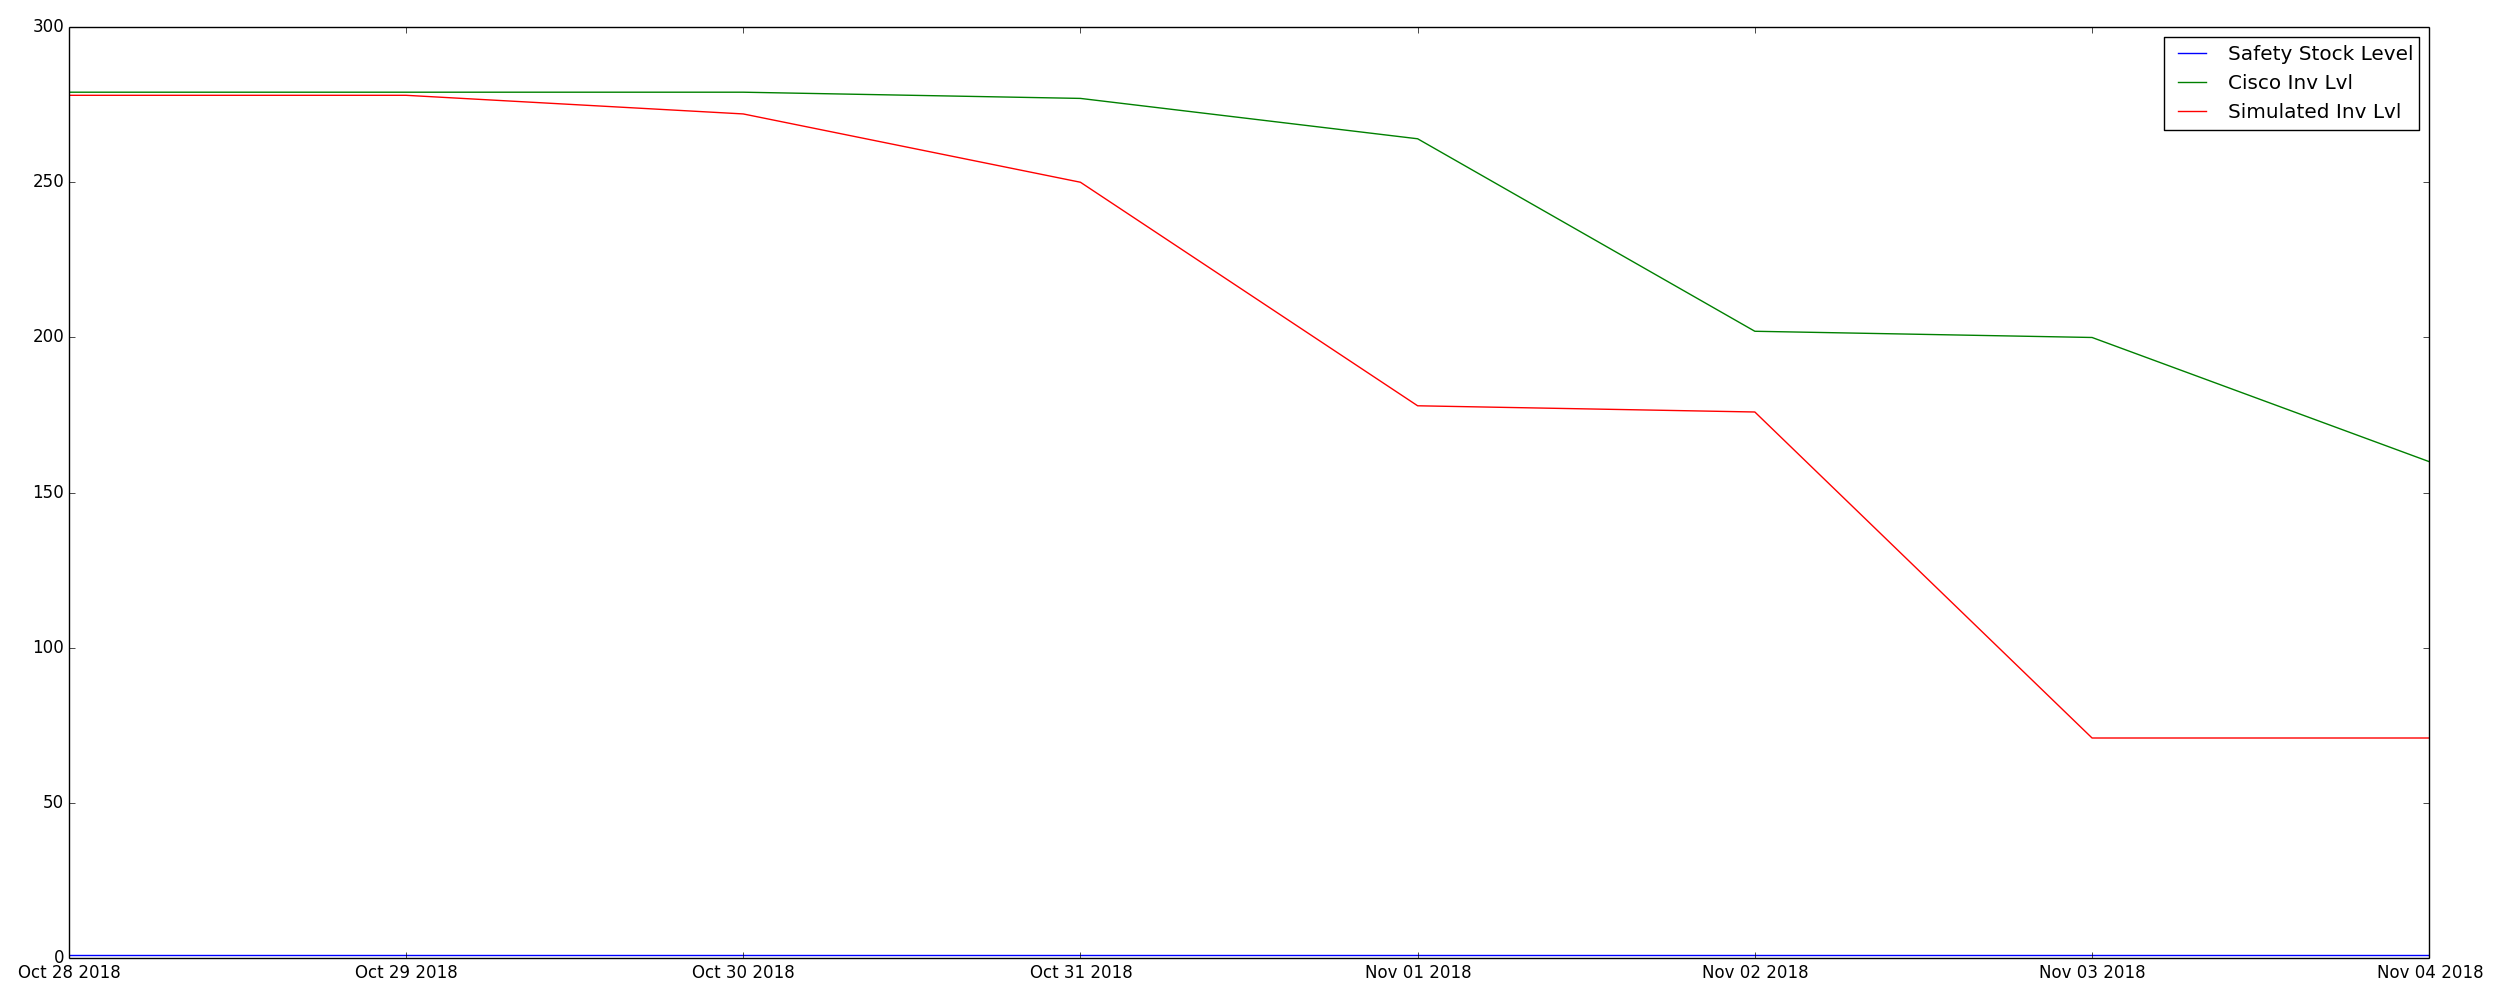 300
250
200
150
100
50
0
Safety Stock Level
Cisco Inv Lvl
Simulated Inv Lvl
Oct 28 2018
Oct 29 2018
Oct 30 2018
Oct 31 2018
Nov 01 2018
Nov 02 2018
Nov 03 2018
Nov 04 2018